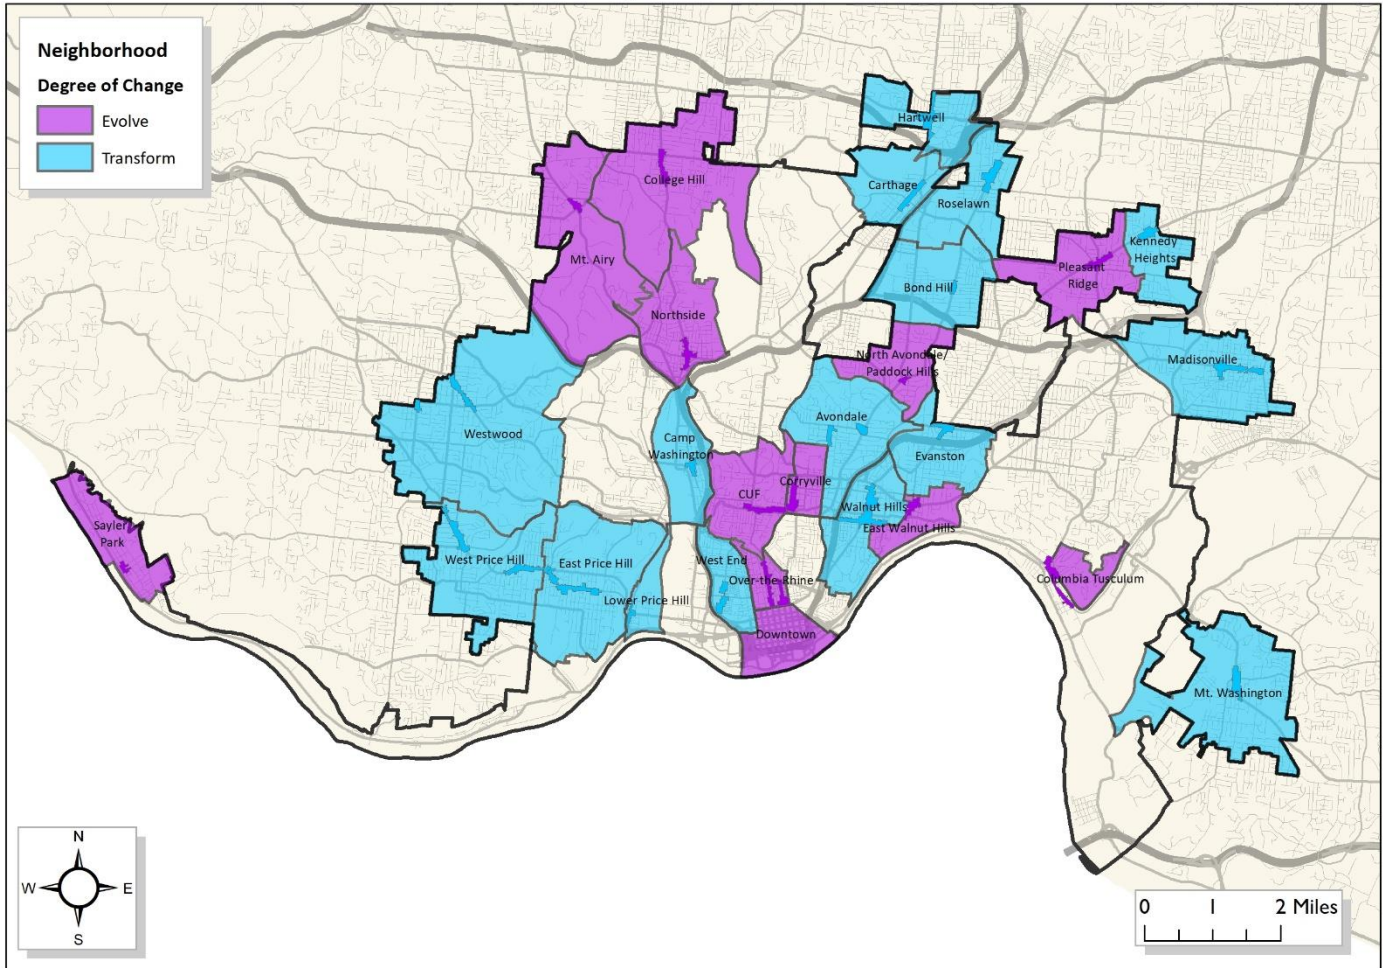 Neighborhood
Degree of Change
Evolve
Transform
Hartwell
College Hill
Carthage
Roselawn
Kennedy
Heights
Mt. Airy
Pleasant
Ridge
Bond Hill
Northside
North Avondale/
Paddock Hills
Madisonville
Avondale
Westwood
Camp
Washington
Evanston
Corryville
CUF
Walnut Hills
East Walnut Hills
Sayler
Park
West Price Hill
East Price Hill
West End
Over-the-Rhine
Columbia Tusculum
Lower Price Hill
Downtown
Mt. Washington
N
W
E
S
0 1 2 Miles